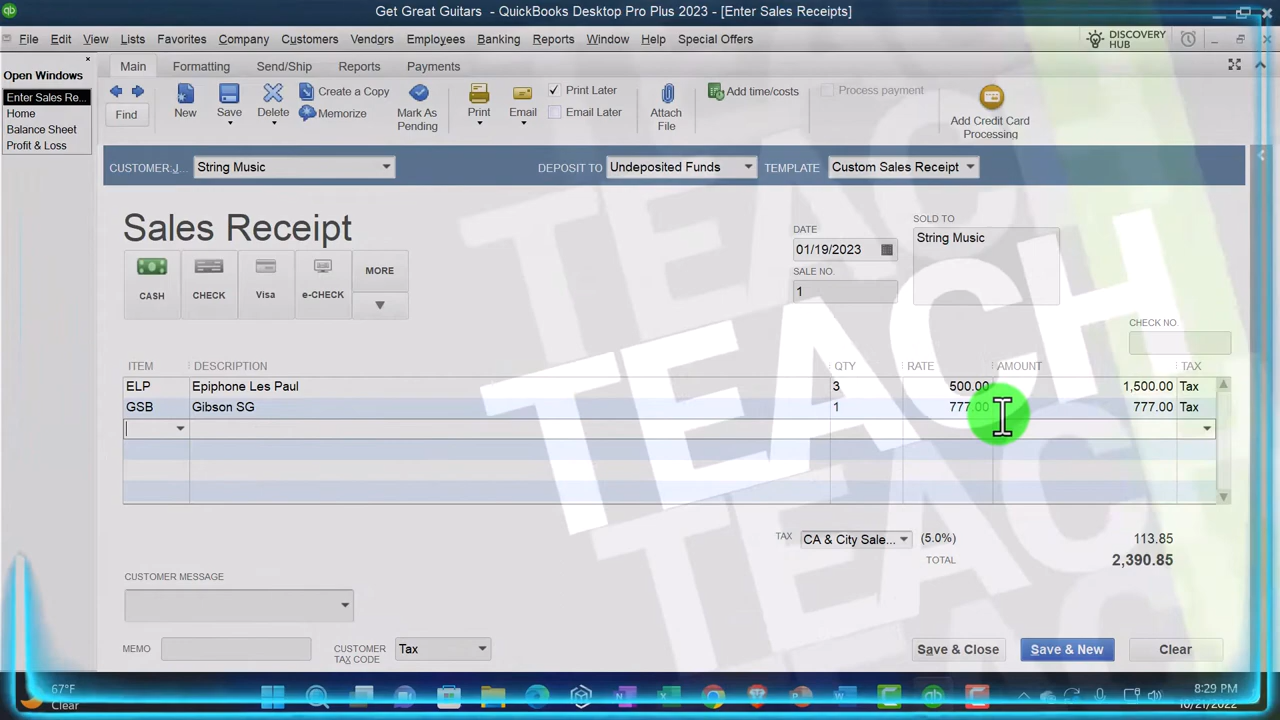 Get Great Guitars - QuickBooks Desktop Pro Plus 2023 - [Enter Sales Receipts]
File Edit View Lists Favorites Company Customers Vendors Employees Banking Reports Window Help Special Offers
DISCOVERY
HUB
Open Windows
Enter Sales Re...
Home
Balance Sheet
Profit & Loss
Main Formatting Send/Ship Reports Payments
Find
New
Save
Delete
Create a Copy
Memorize
Mark As
Pending
Print
Email
Print Later
Email Later
Attach
File
Add time/costs
Process payment
Add Credit Card
Processing
CUSTOMER:J... String Music DEPOSIT TO Undeposited Funds TEMPLATE Custom Sales Receipt
Sales Receipt
CASH
CHECK
Visa
e-CHECK
MORE
DATE
01/19/2023
SALE NO.
1
SOLD TO
String Music
CHECK NO.
ITEM DESCRIPTION QTY RATE AMOUNT TAX
ELP Epiphone Les Paul 3 500.00 1,500.00 Tax
GSB Gibson SG 1 777.00 777.00 Tax
TEACH
TEACH
TEACH
TAX CA & City Sale... (5.0%) 113.85
TOTAL 2,390.85
CUSTOMER MESSAGE
MEMO
CUSTOMER
TAX CODE
Tax
Save & Close Save & New Clear
67°F
Clear
8:29 PM
10/21/2022